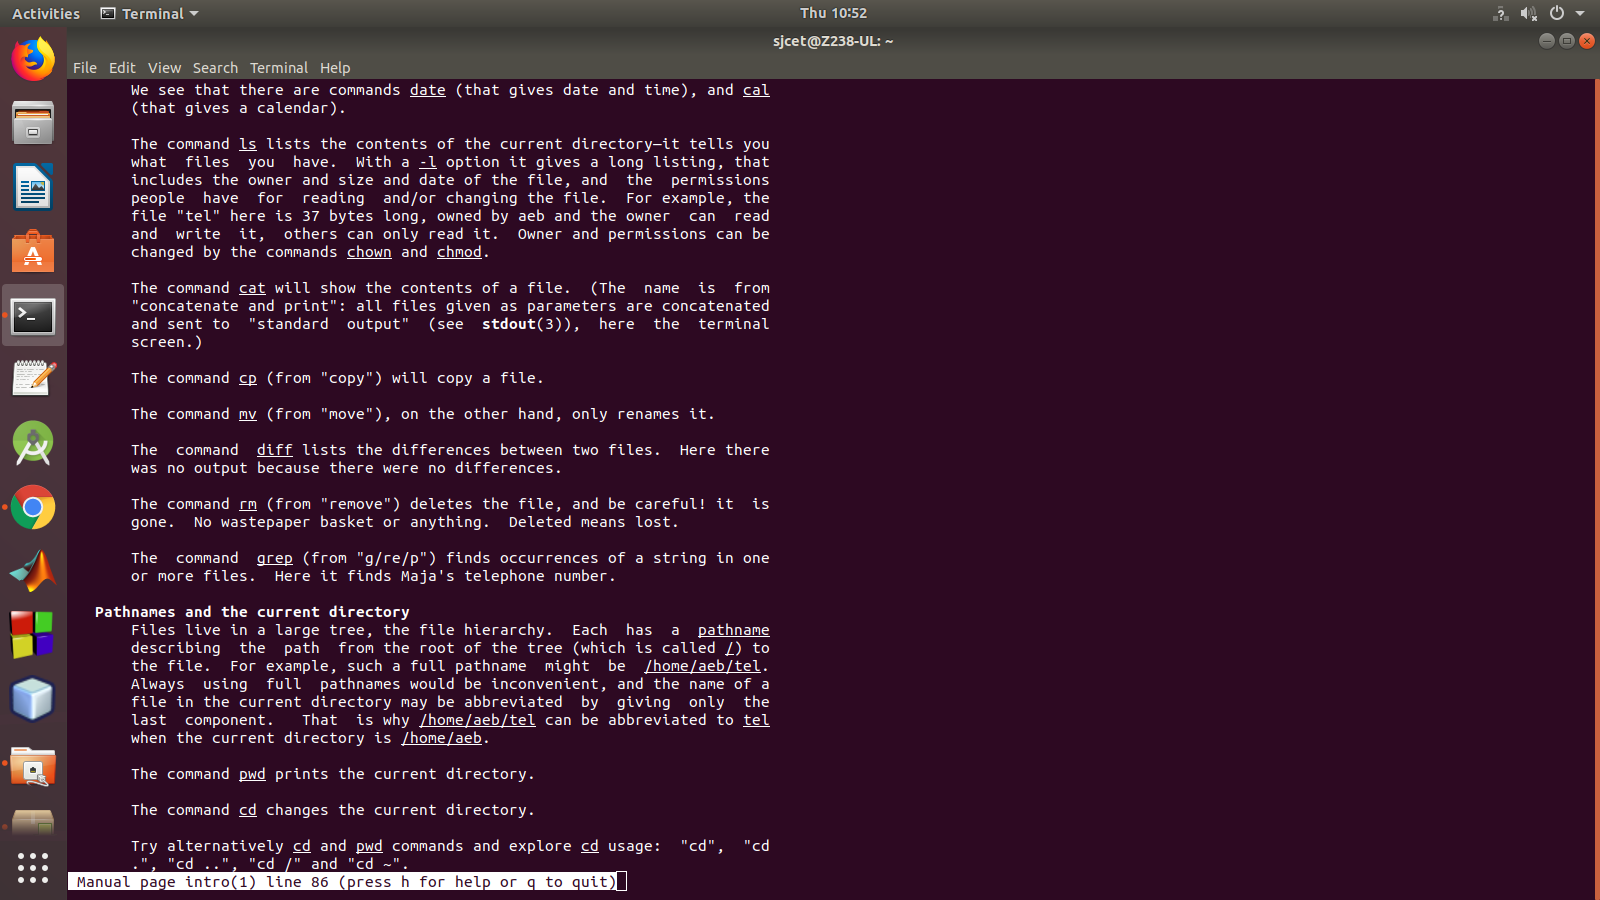 Activities Terminal Thu 10:52
sjcet@Z238-UL: ~
File Edit View Search Terminal Help
We see that there are commands date (that gives date and time), and cal
(that gives a calendar).
The command ls lists the contents of the current directory—it tells you
what  files  you  have.  With a -l option it gives a long listing, that
includes the owner and size and date of the file, and  the  permissions
people  have  for  reading  and/or changing the file.  For example, the
file "tel" here is 37 bytes long, owned by aeb and the owner  can  read
and  write  it,  others can only read it.  Owner and permissions can be
changed by the commands chown and chmod.
The command cat will show the contents of a file.  (The  name  is  from
"concatenate and print": all files given as parameters are concatenated
and sent to  "standard  output"  (see  stdout(3)),  here  the  terminal
screen.)
The command cp (from "copy") will copy a file.
The command mv (from "move"), on the other hand, only renames it.
The  command  diff lists the differences between two files.  Here there
was no output because there were no differences.
The command rm (from "remove") deletes the file, and be careful! it  is
gone.  No wastepaper basket or anything.  Deleted means lost.
The  command  grep (from "g/re/p") finds occurrences of a string in one
or more files.  Here it finds Maja's telephone number.
Pathnames and the current directory
Files live in a large tree, the file hierarchy.  Each  has  a  pathname
describing  the  path  from the root of the tree (which is called /) to
the file.  For example, such a full pathname  might  be  /home/aeb/tel.
Always  using  full  pathnames would be inconvenient, and the name of a
file in the current directory may be abbreviated  by  giving  only  the
last  component.   That  is why /home/aeb/tel can be abbreviated to tel
when the current directory is /home/aeb.
The command pwd prints the current directory.
The command cd changes the current directory.
Try alternatively cd and pwd commands and explore cd usage:  "cd",  "cd
.", "cd ..", "cd /" and "cd ~".
Manual page intro(1) line 86 (press h for help or q to quit)